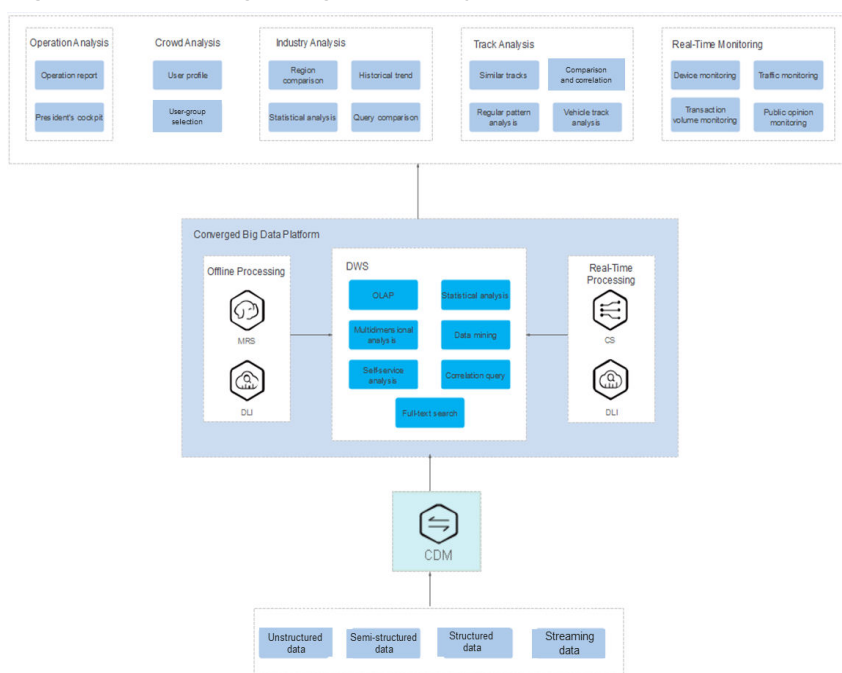 Operation Analysis
Crowd Analysis
Industry Analysis
Track Analysis
Real-Time Monitoring
Operation report
User profile
Region
comparison
Historical trend
Similar tracks
Comparison
and correlation
Device monitoring
Traffic monitoring
President's cockpit
User-group
selection
Statistical analysis
Query comparison
Regular pattern
analysis
Vehicle track
analysis
Transaction
volume monitoring
Public opinion
monitoring
Converged Big Data Platform
Offline Processing
MRS
DLI
DWS
OLAP
Statistical analysis
Multidimensional
analysis
Data mining
Self-service
analysis
Correlation query
Full-text search
Real-Time
Processing
CS
DLI
CDM
Unstructured
data
Semi-structured
data
Structured
data
Streaming
data